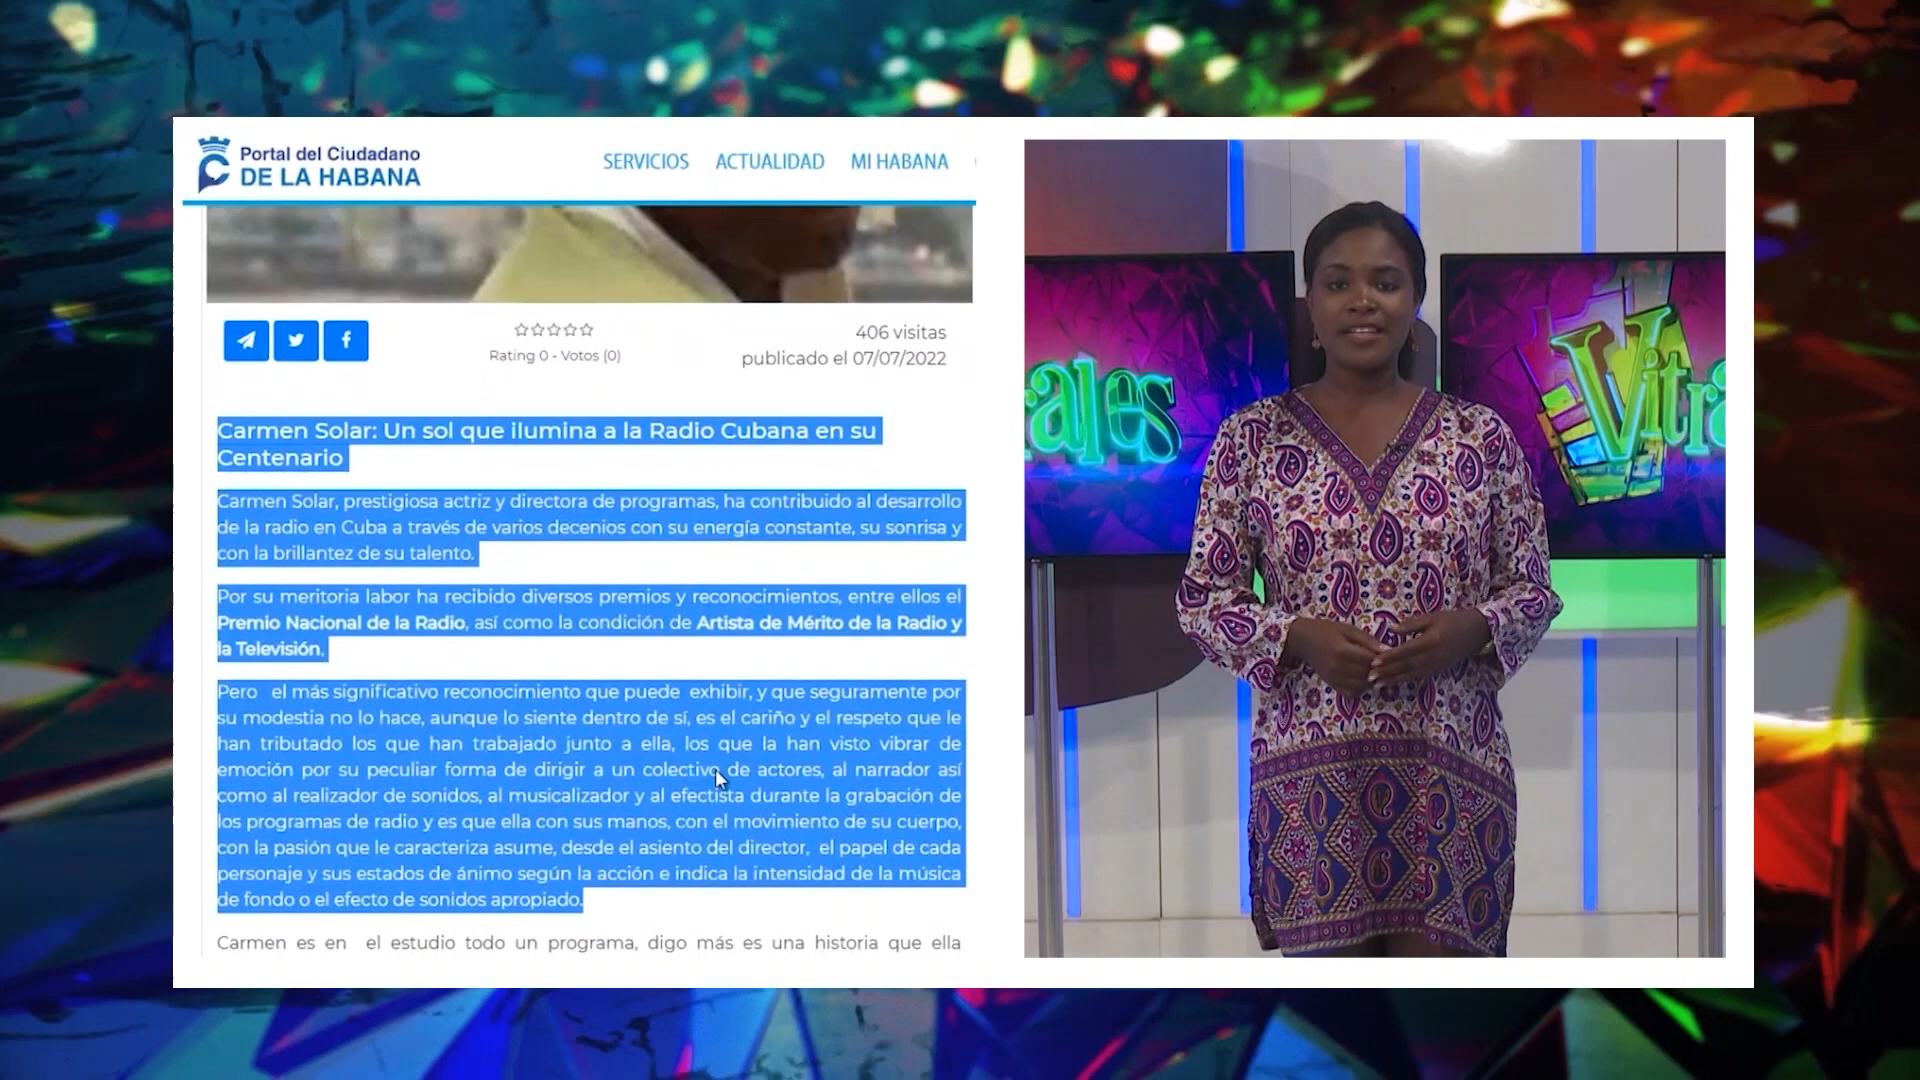 Portal del Ciudadano
DE LA HABANA
SERVICIOS ACTUALIDAD MI HABANA
406 visitas
Rating 0 - Votos (0)
publicado el 07/07/2022
Carmen Solar: Un sol que ilumina a la Radio Cubana en su
Centenario
Carmen Solar, prestigiosa actriz y directora de programas, ha contribuido al desarrollo
de la radio en Cuba a través de varios decenios con su energía constante, su sonrisa y
con la brillantez de su talento.
Por su meritoria labor ha recibido diversos premios y reconocimientos, entre ellos el
Premio Nacional de la Radio, así como la condición de Artista de Mérito de la Radio y
la Televisión.
Pero el más significativo reconocimiento que puede exhibir, y que seguramente por
su modestia no lo hace, aunque lo siente dentro de sí, es el cariño y el respeto que le
han tributado los que han trabajado junto a ella, los que la han visto vibrar de
emoción por su peculiar forma de dirigir a un colectivo de actores, al narrador así
como al realizador de sonidos, al musicalizador y al efectista durante la grabación de
los programas de radio y es que ella con sus manos, con el movimiento de su cuerpo,
con la pasión que le caracteriza asume, desde el asiento del director, el papel de cada
personaje y sus estados de ánimo según la acción e indica la intensidad de la música
de fondo o el efecto de sonidos apropiado.
Carmen es en el estudio todo un programa, digo más es una historia que ella
rales
Vitra